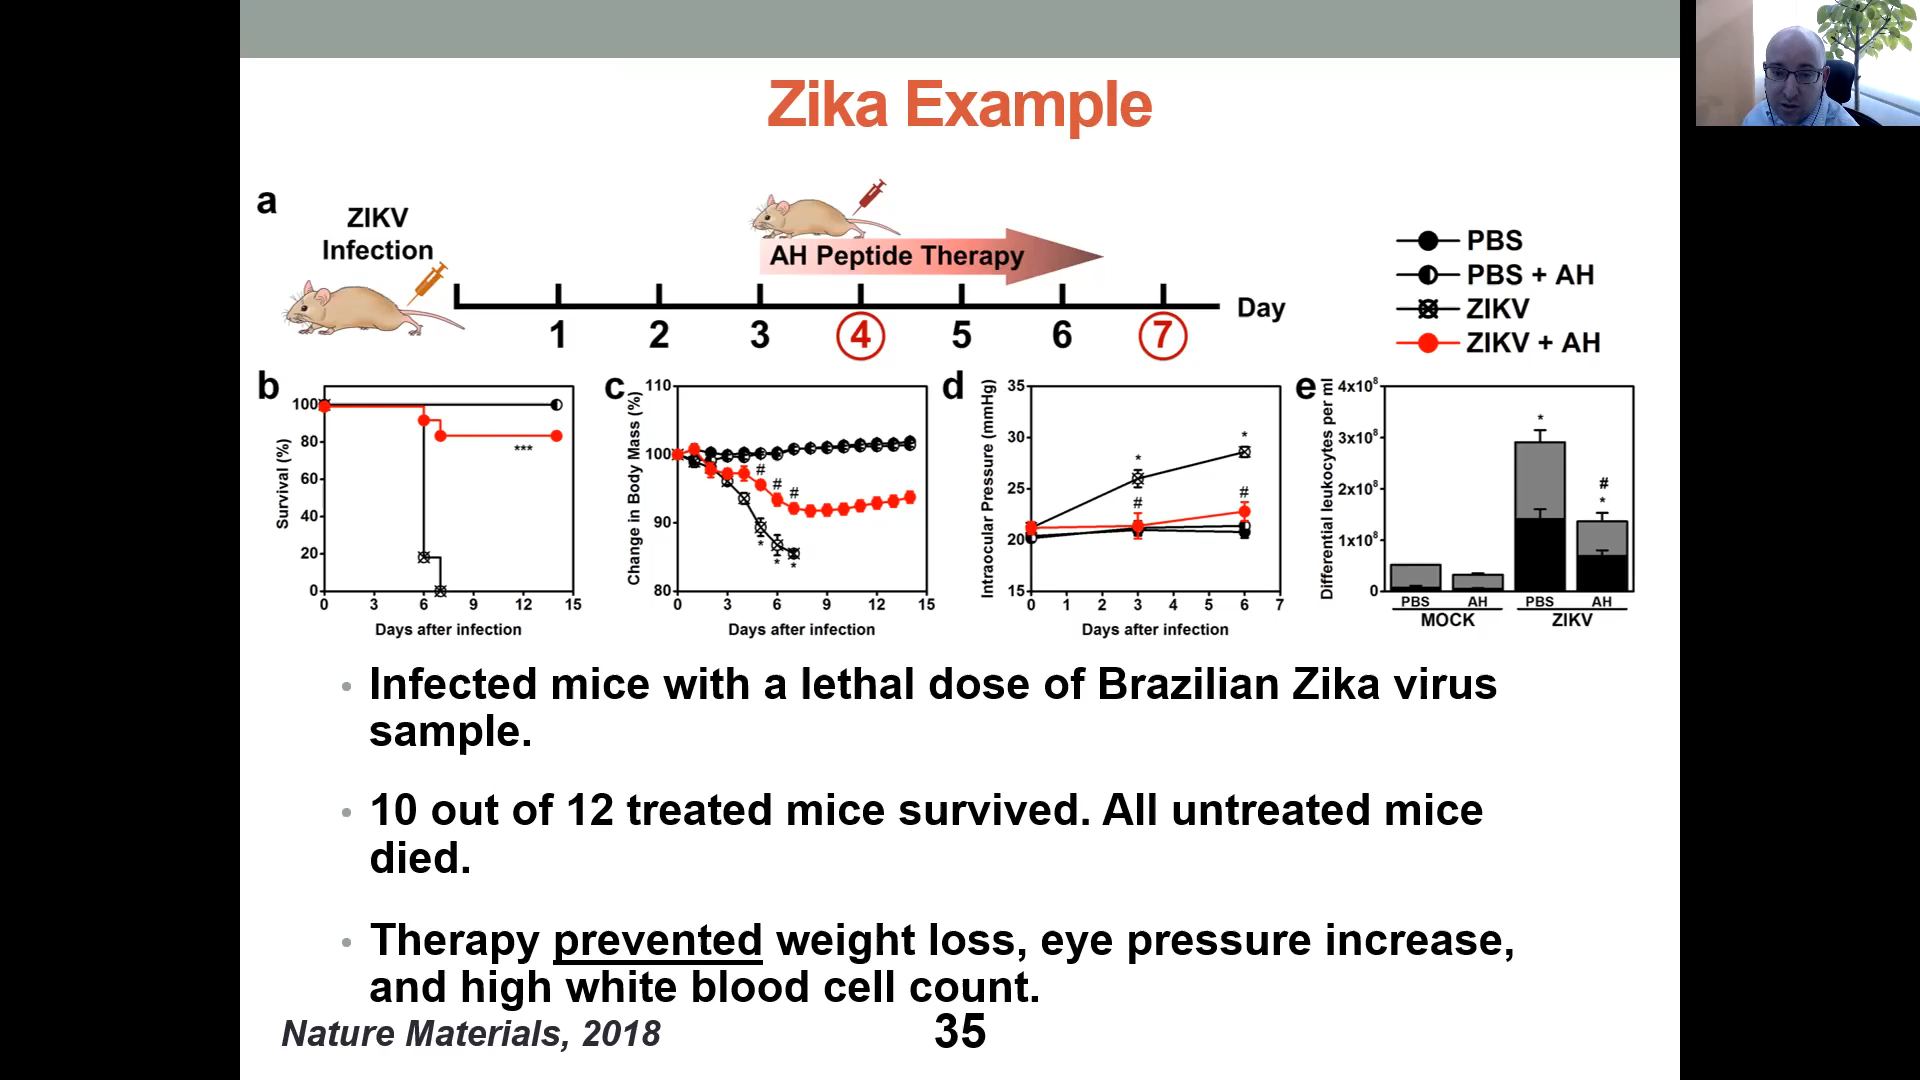 Zika Example
a
ZIKV
Infection
AH Peptide Therapy
1 2 3 4 5 6 7
Day
PBS
PBS + AH
ZIKV
ZIKV + AH
b
Survival (%)
100
80
60
40
20
0
***
0 3 6 9 12 15
Days after infection
c
Change in Body Mass (%)
110
100
90
80
# # #
* * *
0 3 6 9 12 15
Days after infection
d
Intraocular Pressure (mmHg)
35
30
25
20
15
* *
# #
0 1 2 3 4 5 6 7
Days after infection
e
Differential leukocytes per ml
4x10⁸
3x10⁸
2x10⁸
1x10⁸
0
*
#
*
PBS AH PBS AH
MOCK ZIKV
• Infected mice with a lethal dose of Brazilian Zika virus
sample.
• 10 out of 12 treated mice survived. All untreated mice
died.
• Therapy prevented weight loss, eye pressure increase,
and high white blood cell count.
Nature Materials, 2018
35